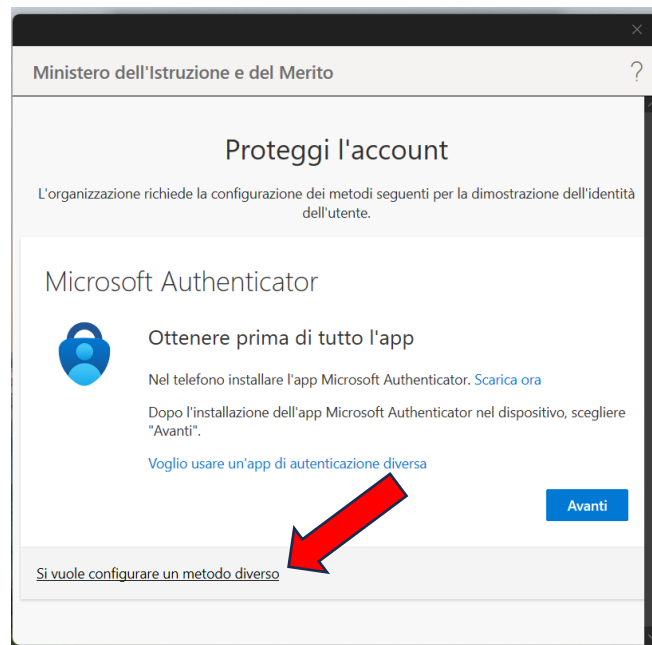 Ministero dell'Istruzione e del Merito
?
Proteggi l'account
L'organizzazione richiede la configurazione dei metodi seguenti per la dimostrazione dell'identità
dell'utente.
Microsoft Authenticator
Ottenere prima di tutto l'app
Nel telefono installare l'app Microsoft Authenticator. Scarica ora
Dopo l'installazione dell'app Microsoft Authenticator nel dispositivo, scegliere
"Avanti".
Voglio usare un'app di autenticazione diversa
Avanti
Si vuole configurare un metodo diverso